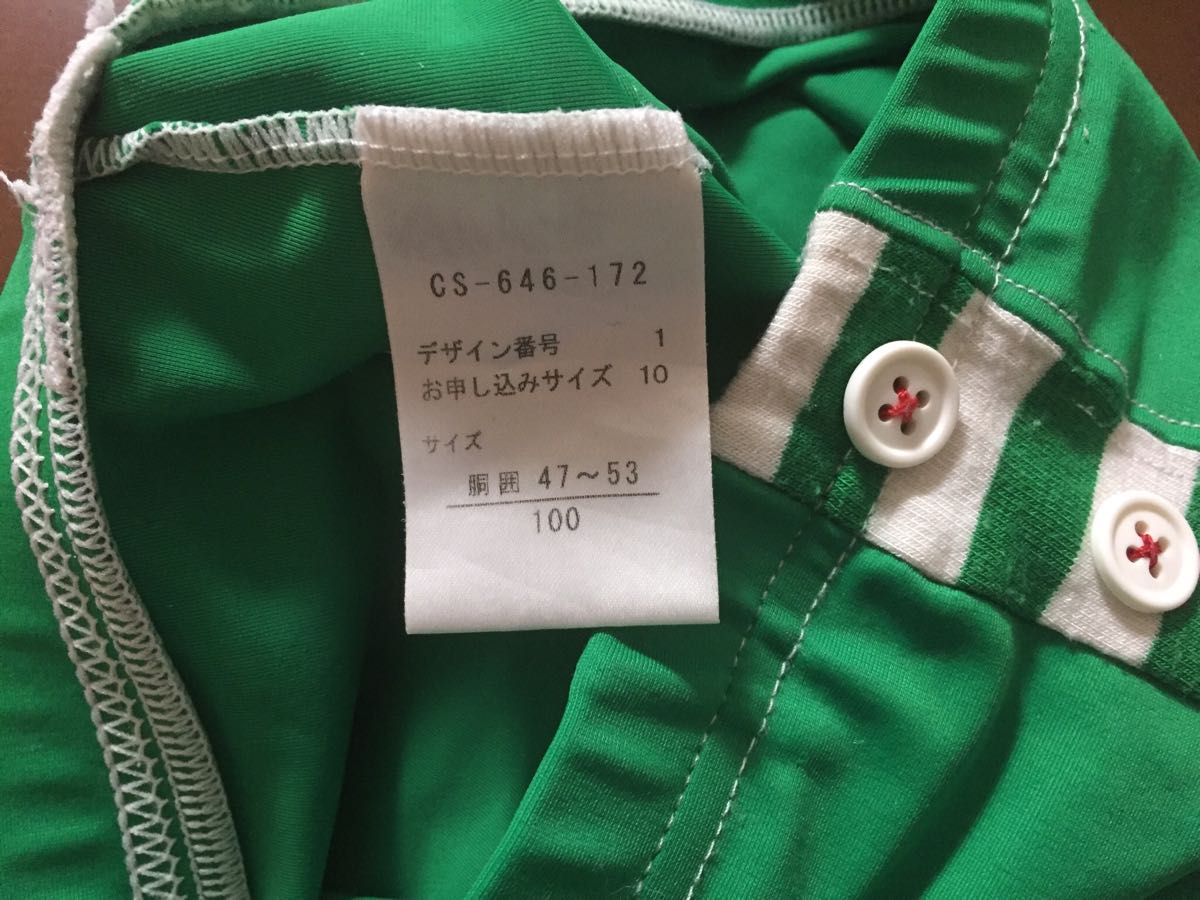 CS-646-172
デザイン番号 1
お申し込みサイズ 10
サイズ
胴囲 47～53
100